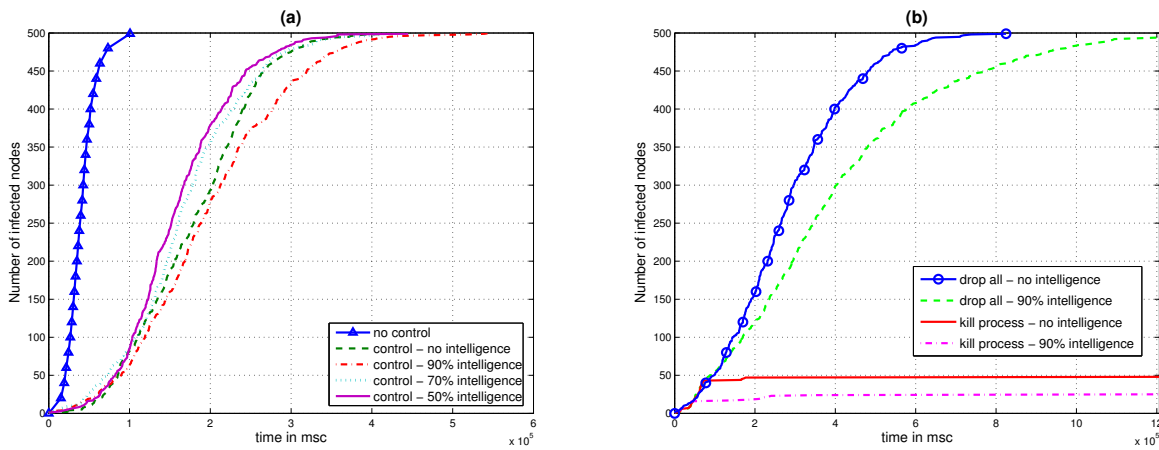 (a)
500
450
400
350
300
250
200
150
100
50
0
Number of infected nodes
0 1 2 3 4 5 6
x 10^5
time in msc
no control
control − no intelligence
control − 90% intelligence
control − 70% intelligence
control − 50% intelligence
(b)
500
450
400
350
300
250
200
150
100
50
0
Number of infected nodes
0 2 4 6 8 10 12
x 10^5
time in msc
drop all − no intelligence
drop all − 90% intelligence
kill process − no intelligence
kill process − 90% intelligence